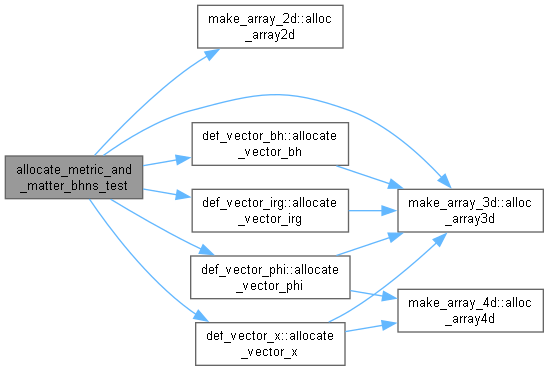 make_array_2d::alloc
_array2d
def_vector_bh::allocate
_vector_bh
allocate_metric_and
_matter_bhns_test
def_vector_irg::allocate
_vector_irg
make_array_3d::alloc
_array3d
def_vector_phi::allocate
_vector_phi
make_array_4d::alloc
_array4d
def_vector_x::allocate
_vector_x